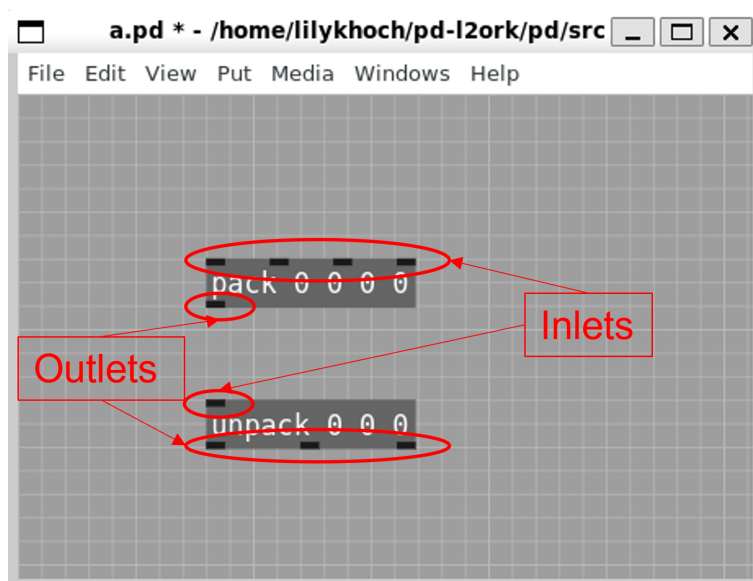 a.pd * - /home/lilykhoch/pd-l2ork/pd/src
File Edit View Put Media Windows Help
pack 0 0 0 0
Inlets
Outlets
unpack 0 0 0